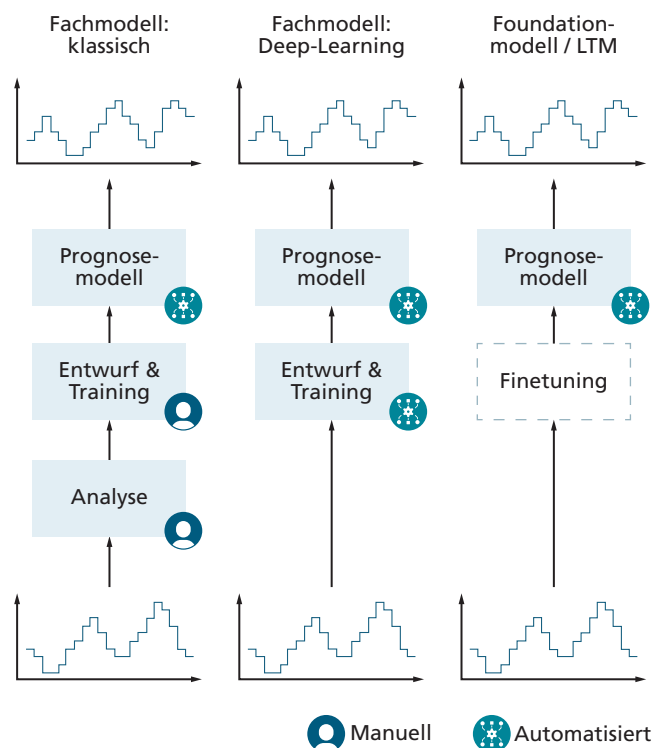 Fachmodell:
klassisch
Fachmodell:
Deep-Learning
Foundation-
modell / LTM
Prognose-
modell
Prognose-
modell
Prognose-
modell
Entwurf &
Training
Entwurf &
Training
Finetuning
Analyse
Manuell
Automatisiert